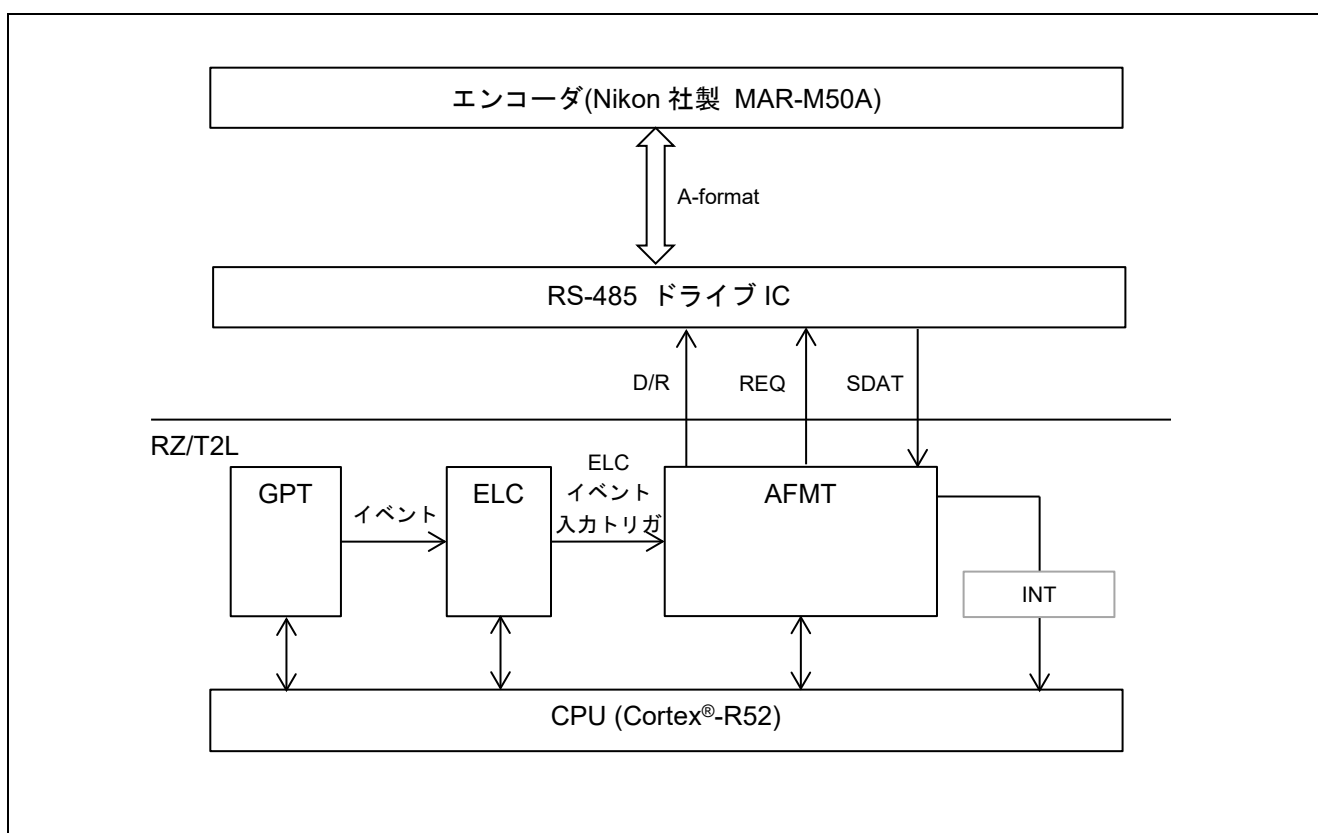 エンコーダ(Nikon 社製 MAR-M50A)
A-format
RS-485 ドライブ IC
D/R
REQ
SDAT
RZ/T2L
GPT
イベント
ELC
ELC
イベント
入力トリガ
AFMT
INT
CPU (Cortex®-R52)